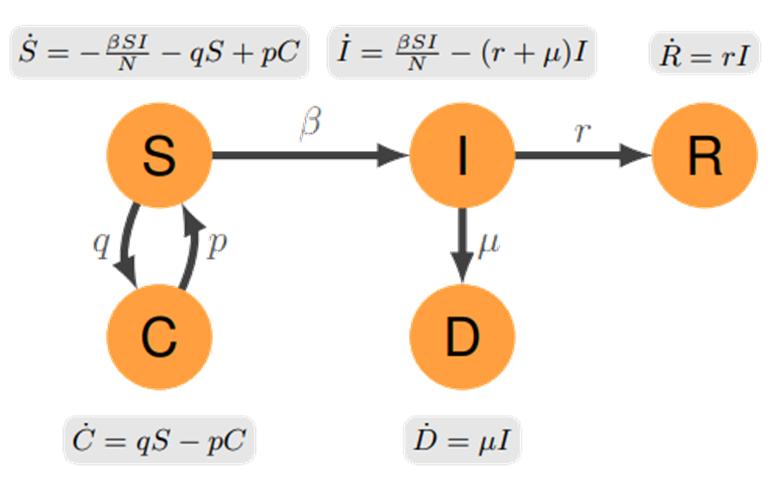 Ṡ = −βSI/N − qS + pC
İ = βSI/N − (r + μ)I
Ṙ = rI
β
r
S
I
R
q
p
μ
C
D
Ċ = qS − pC
Ḋ = μI